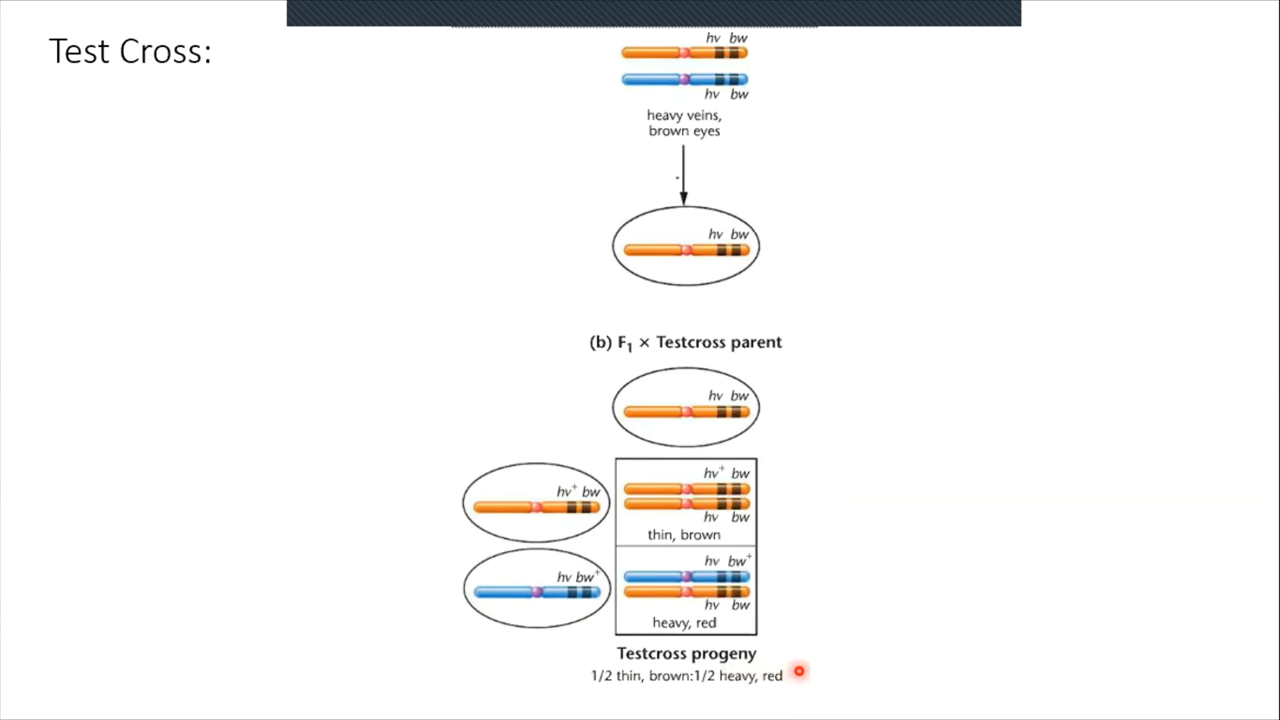 Test Cross:
hv bw
hv bw
heavy veins,
brown eyes
hv bw
(b) F₁ × Testcross parent
hv bw
hv⁺ bw
hv⁺ bw
hv bw
thin, brown
hv bw⁺
hv bw⁺
hv bw
heavy, red
Testcross progeny
1/2 thin, brown:1/2 heavy, red